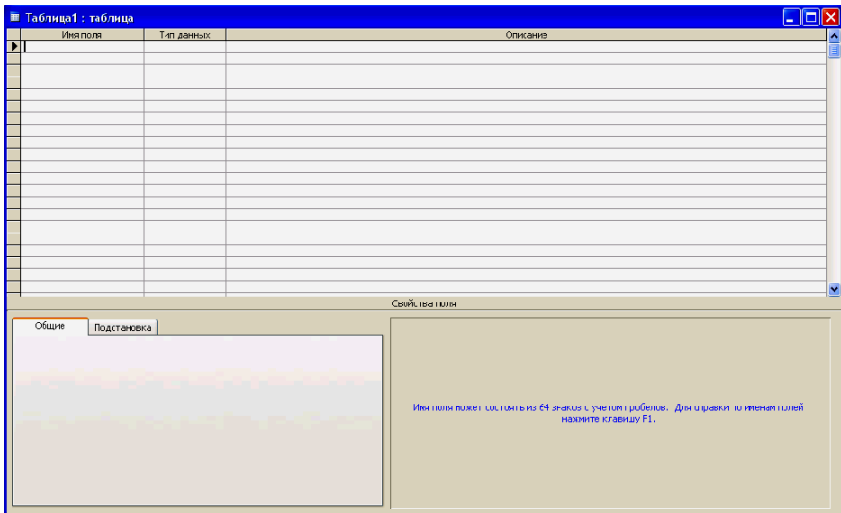 Таблица1 : таблица
Имя поля Тип данных Описание
Свойства поля
Общие Подстановка
Имя поля может состоять из 64 знаков с учетом пробелов. Для справки по именам полей
нажмите клавишу F1.